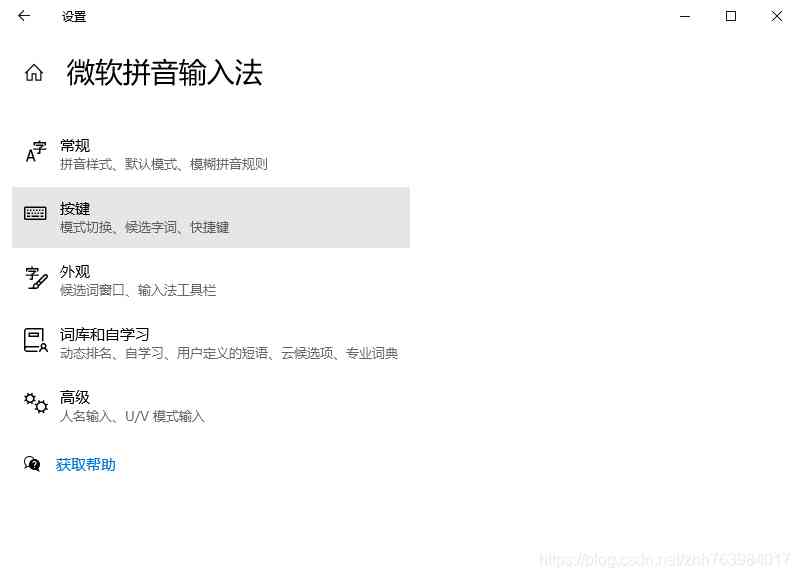 设置
微软拼音输入法
常规
拼音样式、默认模式、模糊拼音规则
按键
模式切换、候选字词、快捷键
外观
候选词窗口、输入法工具栏
词库和自学习
动态排名、自学习、用户定义的短语、云候选项、专业词典
高级
人名输入、U/V 模式输入
获取帮助
https://blog.csdn.net/znh763984017